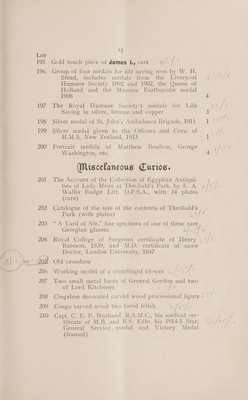 15
Lot
195 Gold touch piece of James I., rare
196 Group of four medals for life saving won by W. H.
Stead, includes medals from the Liverpool
Humane Society 1892 and 1902, the Queen of
Holland and the Messina Earthquake medal
1908 4
197 The Royal Humane Society's medals for Life
Saving in silver, bronze and copper 3
198 Silver medal of St. John's Ambulance Brigade, 1911 1
199 Silver medal given to the Officers and Crew of
H.M.S. New Zealand, 1913 1
200 Portrait medals of Matthew Boulton, George
Washington, etc. 4
Miscellaneous Curios.
201 The Account of the Collection of Egyptian Antiqui-
ties of Lady Meux at Theobald's Park, by E. A.
Wallis Budge Litt. D.F.S.A., with 34 plates
(rare)
202 Catalogue of the sale of the contents of Theobald's
Park (with plates)
203 "A Yard of Ale," fine specimen of one of these rare
Georgian glasses
204 Royal College of Surgeons certificate of Henry
Bateson, 1839, and M.D. certificate of same
Doctor, London University, 1847
205 Old crossbow
206 Working model of a centrifugal blower
207 Two small metal busts of General Gordon and two
of Lord Kitchener
208 Cingalese decorated carved wood processional figure
209 Congo carved wood two faced fetish
210 Capt. C. E. P. Husband, R.A.M.C., his medical cer-
tificate of M.B. and B.S. Edin. his 1914-5 Star,
General Service medal and Victory Medal
(framed)